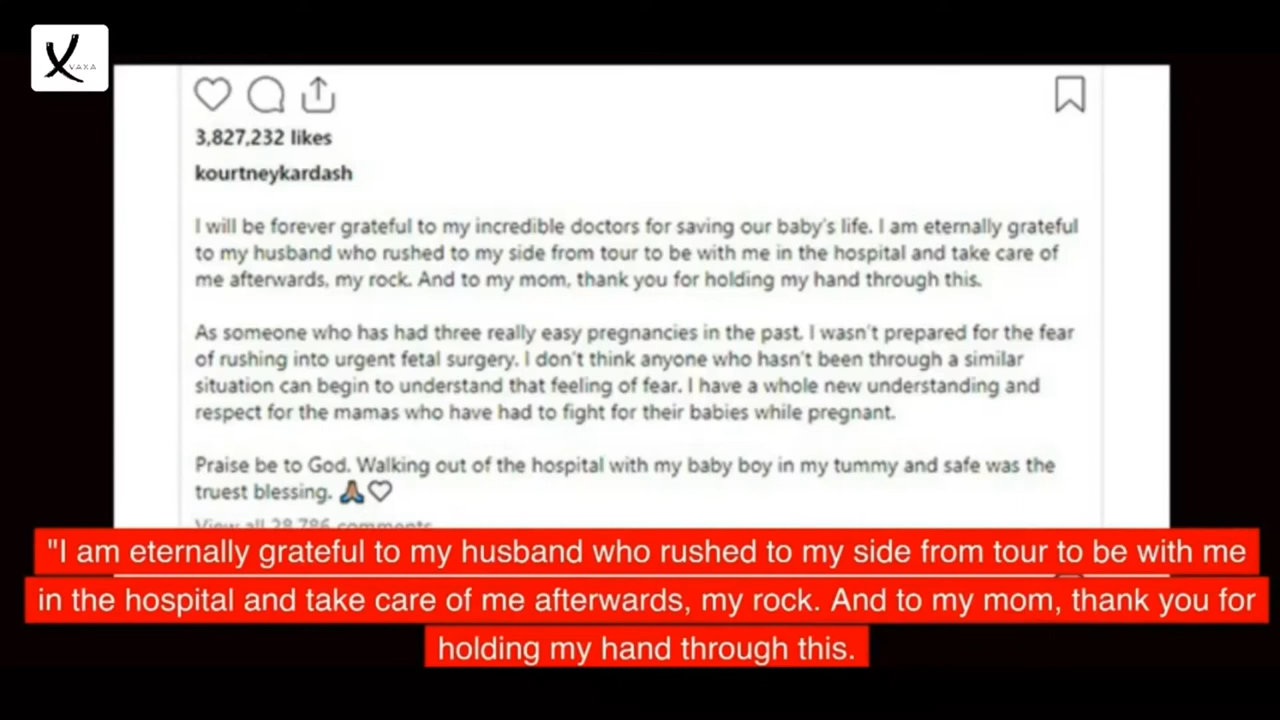 VAXA
3,827,232 likes
kourtneykardash
I will be forever grateful to my incredible doctors for saving our baby's life. I am eternally grateful
to my husband who rushed to my side from tour to be with me in the hospital and take care of
me afterwards, my rock. And to my mom, thank you for holding my hand through this.
As someone who has had three really easy pregnancies in the past, I wasn't prepared for the fear
of rushing into urgent fetal surgery. I don't think anyone who hasn't been through a similar
situation can begin to understand that feeling of fear. I have a whole new understanding and
respect for the mamas who have had to fight for their babies while pregnant.
Praise be to God. Walking out of the hospital with my baby boy in my tummy and safe was the
truest blessing. 🙏🏽🤍
View all 28,786 comments
"I am eternally grateful to my husband who rushed to my side from tour to be with me
in the hospital and take care of me afterwards, my rock. And to my mom, thank you for
holding my hand through this.